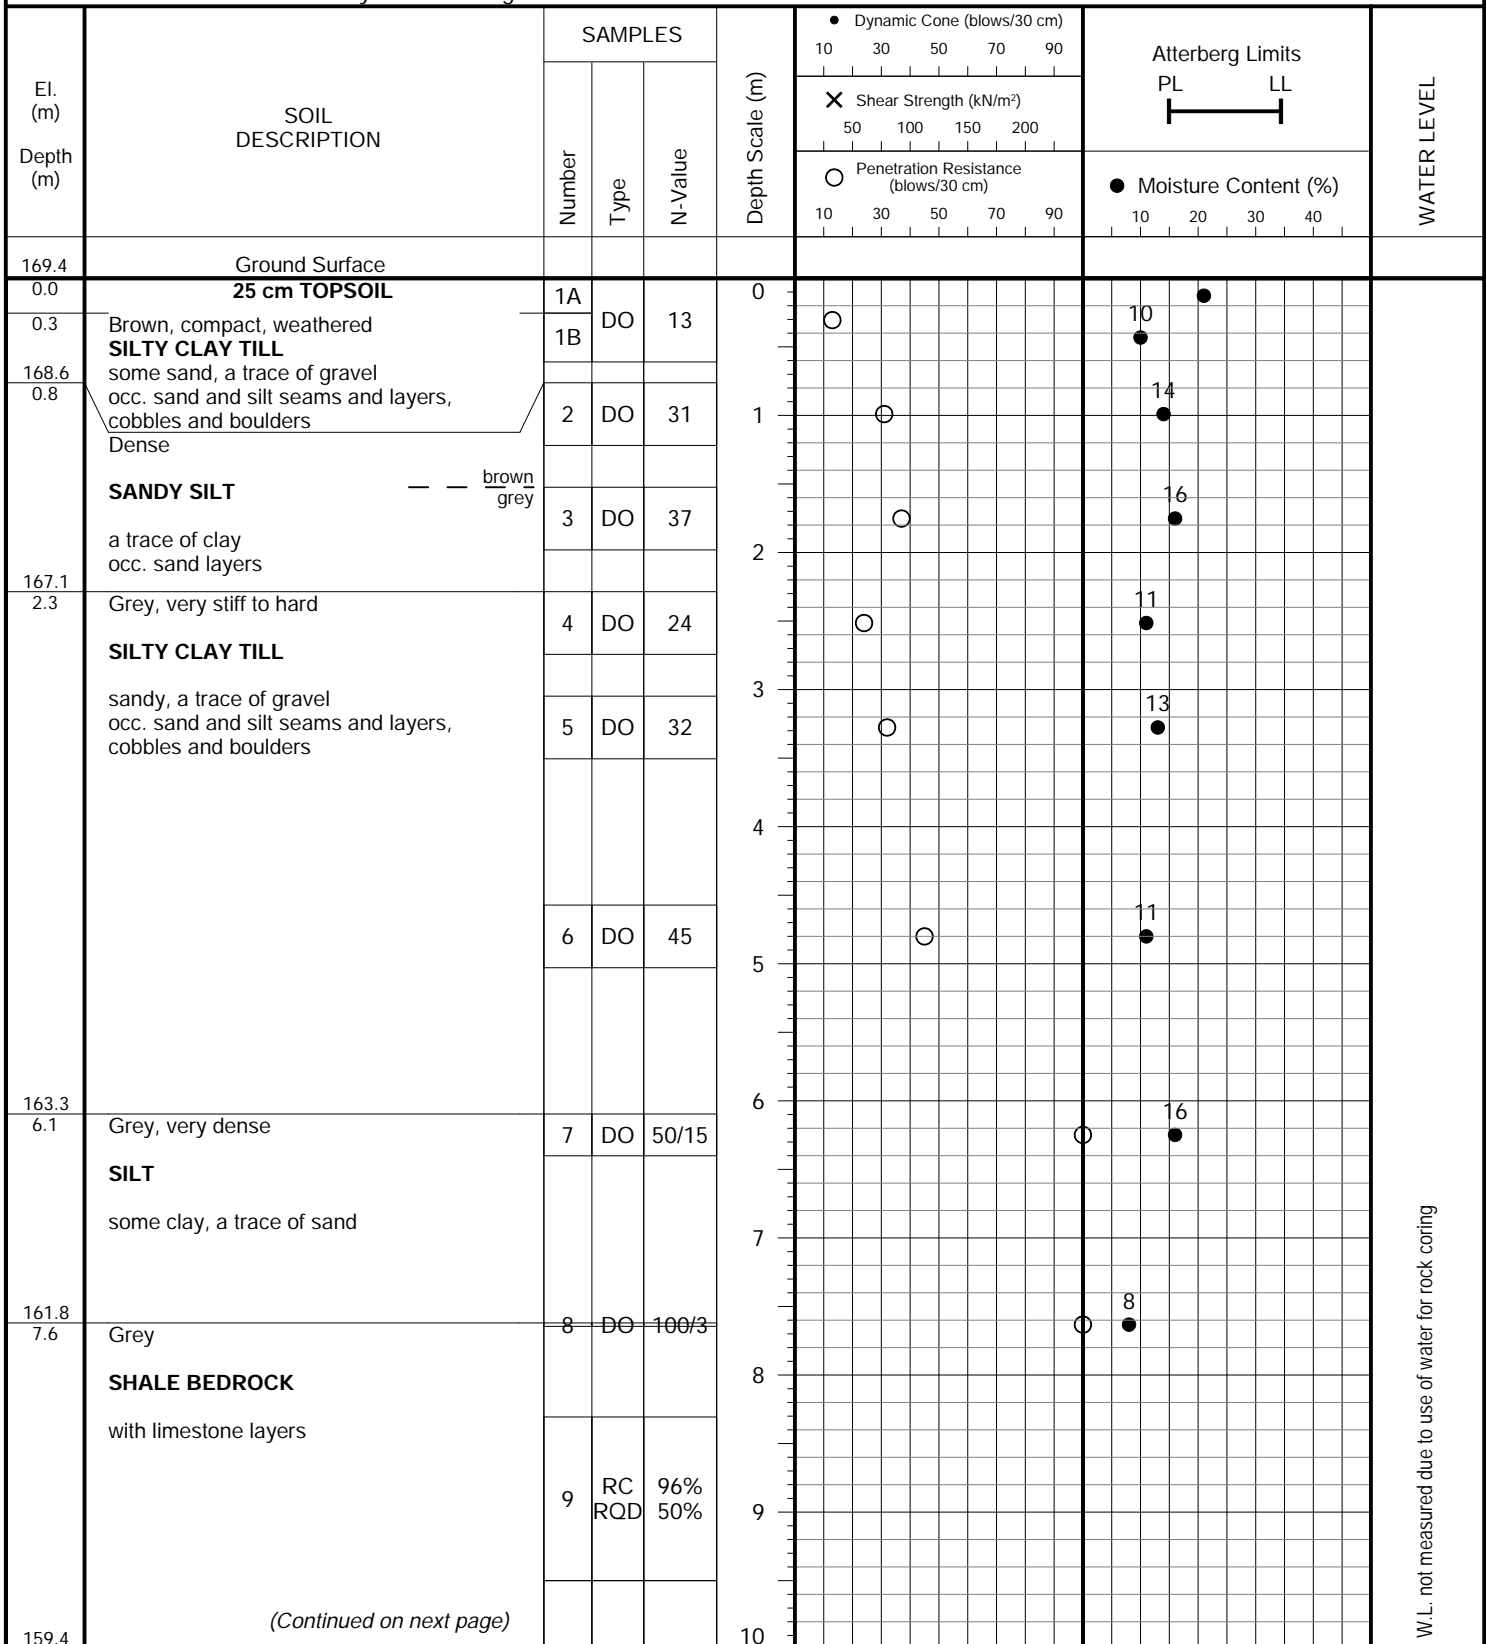 SAMPLES
El.
(m)
Depth
(m)
SOIL
DESCRIPTION
Number
Type
N-Value
Depth Scale (m)
Dynamic Cone (blows/30 cm)
10 30 50 70 90
Shear Strength (kN/m²)
50 100 150 200
Penetration Resistance
(blows/30 cm)
10 30 50 70 90
Atterberg Limits
PL LL
Moisture Content (%)
10 20 30 40
WATER LEVEL
169.4 Ground Surface
0.0 25 cm TOPSOIL 1A 0
DO 13 10
0.3 Brown, compact, weathered 1B
SILTY CLAY TILL
168.6 some sand, a trace of gravel
0.8 occ. sand and silt seams and layers, 14
cobbles and boulders 2 DO 31 1
Dense
brown
SANDY SILT grey 16
3 DO 37
a trace of clay 2
occ. sand layers
167.1
2.3 Grey, very stiff to hard 11
4 DO 24
SILTY CLAY TILL
sandy, a trace of gravel 3 13
occ. sand and silt seams and layers, 5 DO 32
cobbles and boulders
4
11
6 DO 45
5
163.3 6
6.1 Grey, very dense 7 DO 50/15 16
SILT
some clay, a trace of sand
7
161.8 8 DO 100/3 8
7.6 Grey
SHALE BEDROCK 8
with limestone layers
9 RC 96%
RQD 50% 9
(Continued on next page)
159.4 10
W.L. not measured due to use of water for rock coring